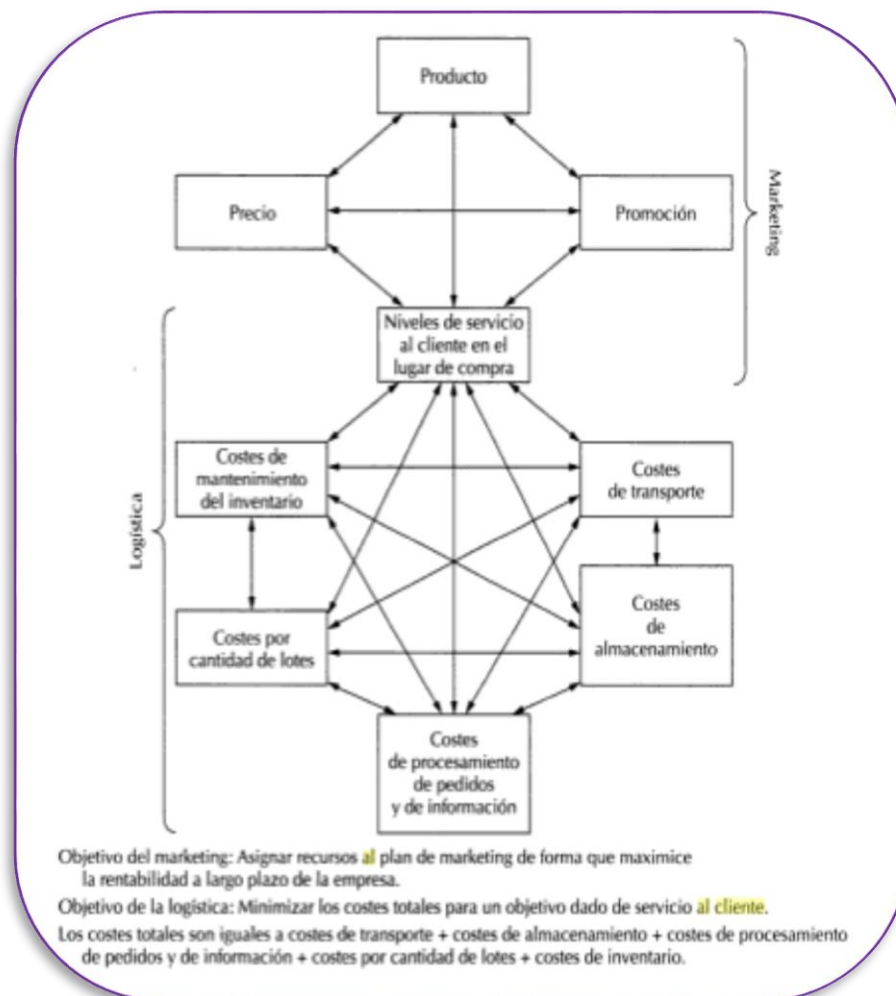 Producto
Precio
Promoción
Marketing
Niveles de servicio
al cliente en el
lugar de compra
Costes de
mantenimiento
del inventario
Costes
de transporte
Logística
Costes por
cantidad de lotes
Costes
de
almacenamiento
Costes
de procesamiento
de pedidos
y de información
Objetivo del marketing: Asignar recursos al plan de marketing de forma que maximice
la rentabilidad a largo plazo de la empresa.
Objetivo de la logística: Minimizar los costes totales para un objetivo dado de servicio al cliente.
Los costes totales son iguales a costes de transporte + costes de almacenamiento + costes de procesamiento
de pedidos y de información + costes por cantidad de lotes + costes de inventario.